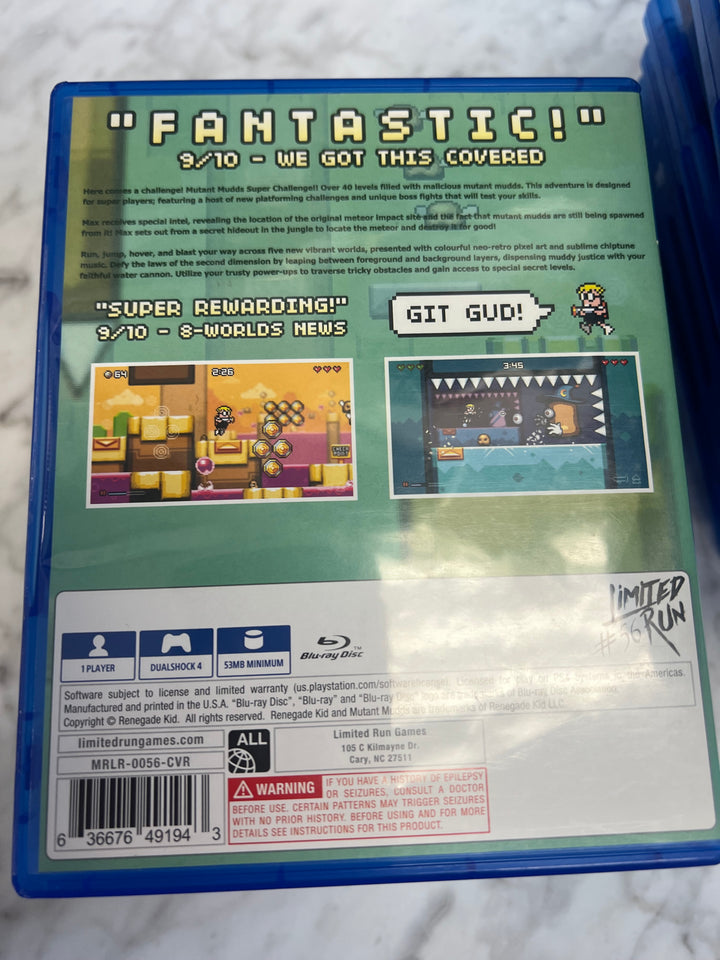 "FANTASTIC!"
9/10 - WE GOT THIS COVERED
Here comes a challenge! Mutant Mudds Super Challenge!! Over 40 levels filled with malicious mutant mudds. This adventure is designed
for super players; featuring a host of new platforming challenges and unique boss fights that will test your skills.
Max receives special intel, revealing the location of the original meteor impact site and the fact that mutant mudds are still being spawned
from it! Max sets out from a secret hideout in the jungle to locate the meteor and destroy it for good!
Run, jump, hover, and blast your way across five new vibrant worlds, presented with colourful neo-retro pixel art and sublime chiptune
music. Defy the laws of the second dimension by leaping between foreground and background layers, dispensing muddy justice with your
faithful water cannon. Utilize your trusty power-ups to traverse tricky obstacles and gain access to special secret levels.
"SUPER REWARDING!"
9/10 - 8-WORLDS NEWS
GIT GUD!
64
2:26
3:45
LIMITED
RUN
#56
1 PLAYER
DUALSHOCK 4
53MB MINIMUM
Blu-ray Disc™
Software subject to license and limited warranty (us.playstation.com/softwarelicense). Licensed for play on PS4 systems in the Americas.
Manufactured and printed in the U.S.A. "Blu-ray Disc", "Blu-ray" and "Blu-ray Disc" logo are trademarks of Blu-ray Disc Association.
Copyright © Renegade Kid. All rights reserved. Renegade Kid and Mutant Mudds are trademarks of Renegade Kid LLC.
limitedrungames.com
MRLR-0056-CVR
ALL
Limited Run Games
105 C Kilmayne Dr.
Cary, NC 27511
WARNING
IF YOU HAVE A HISTORY OF EPILEPSY
OR SEIZURES, CONSULT A DOCTOR
BEFORE USE. CERTAIN PATTERNS MAY TRIGGER SEIZURES
WITH NO PRIOR HISTORY. BEFORE USING AND FOR MORE
DETAILS SEE INSTRUCTIONS FOR THIS PRODUCT.
6 36676 49194 3